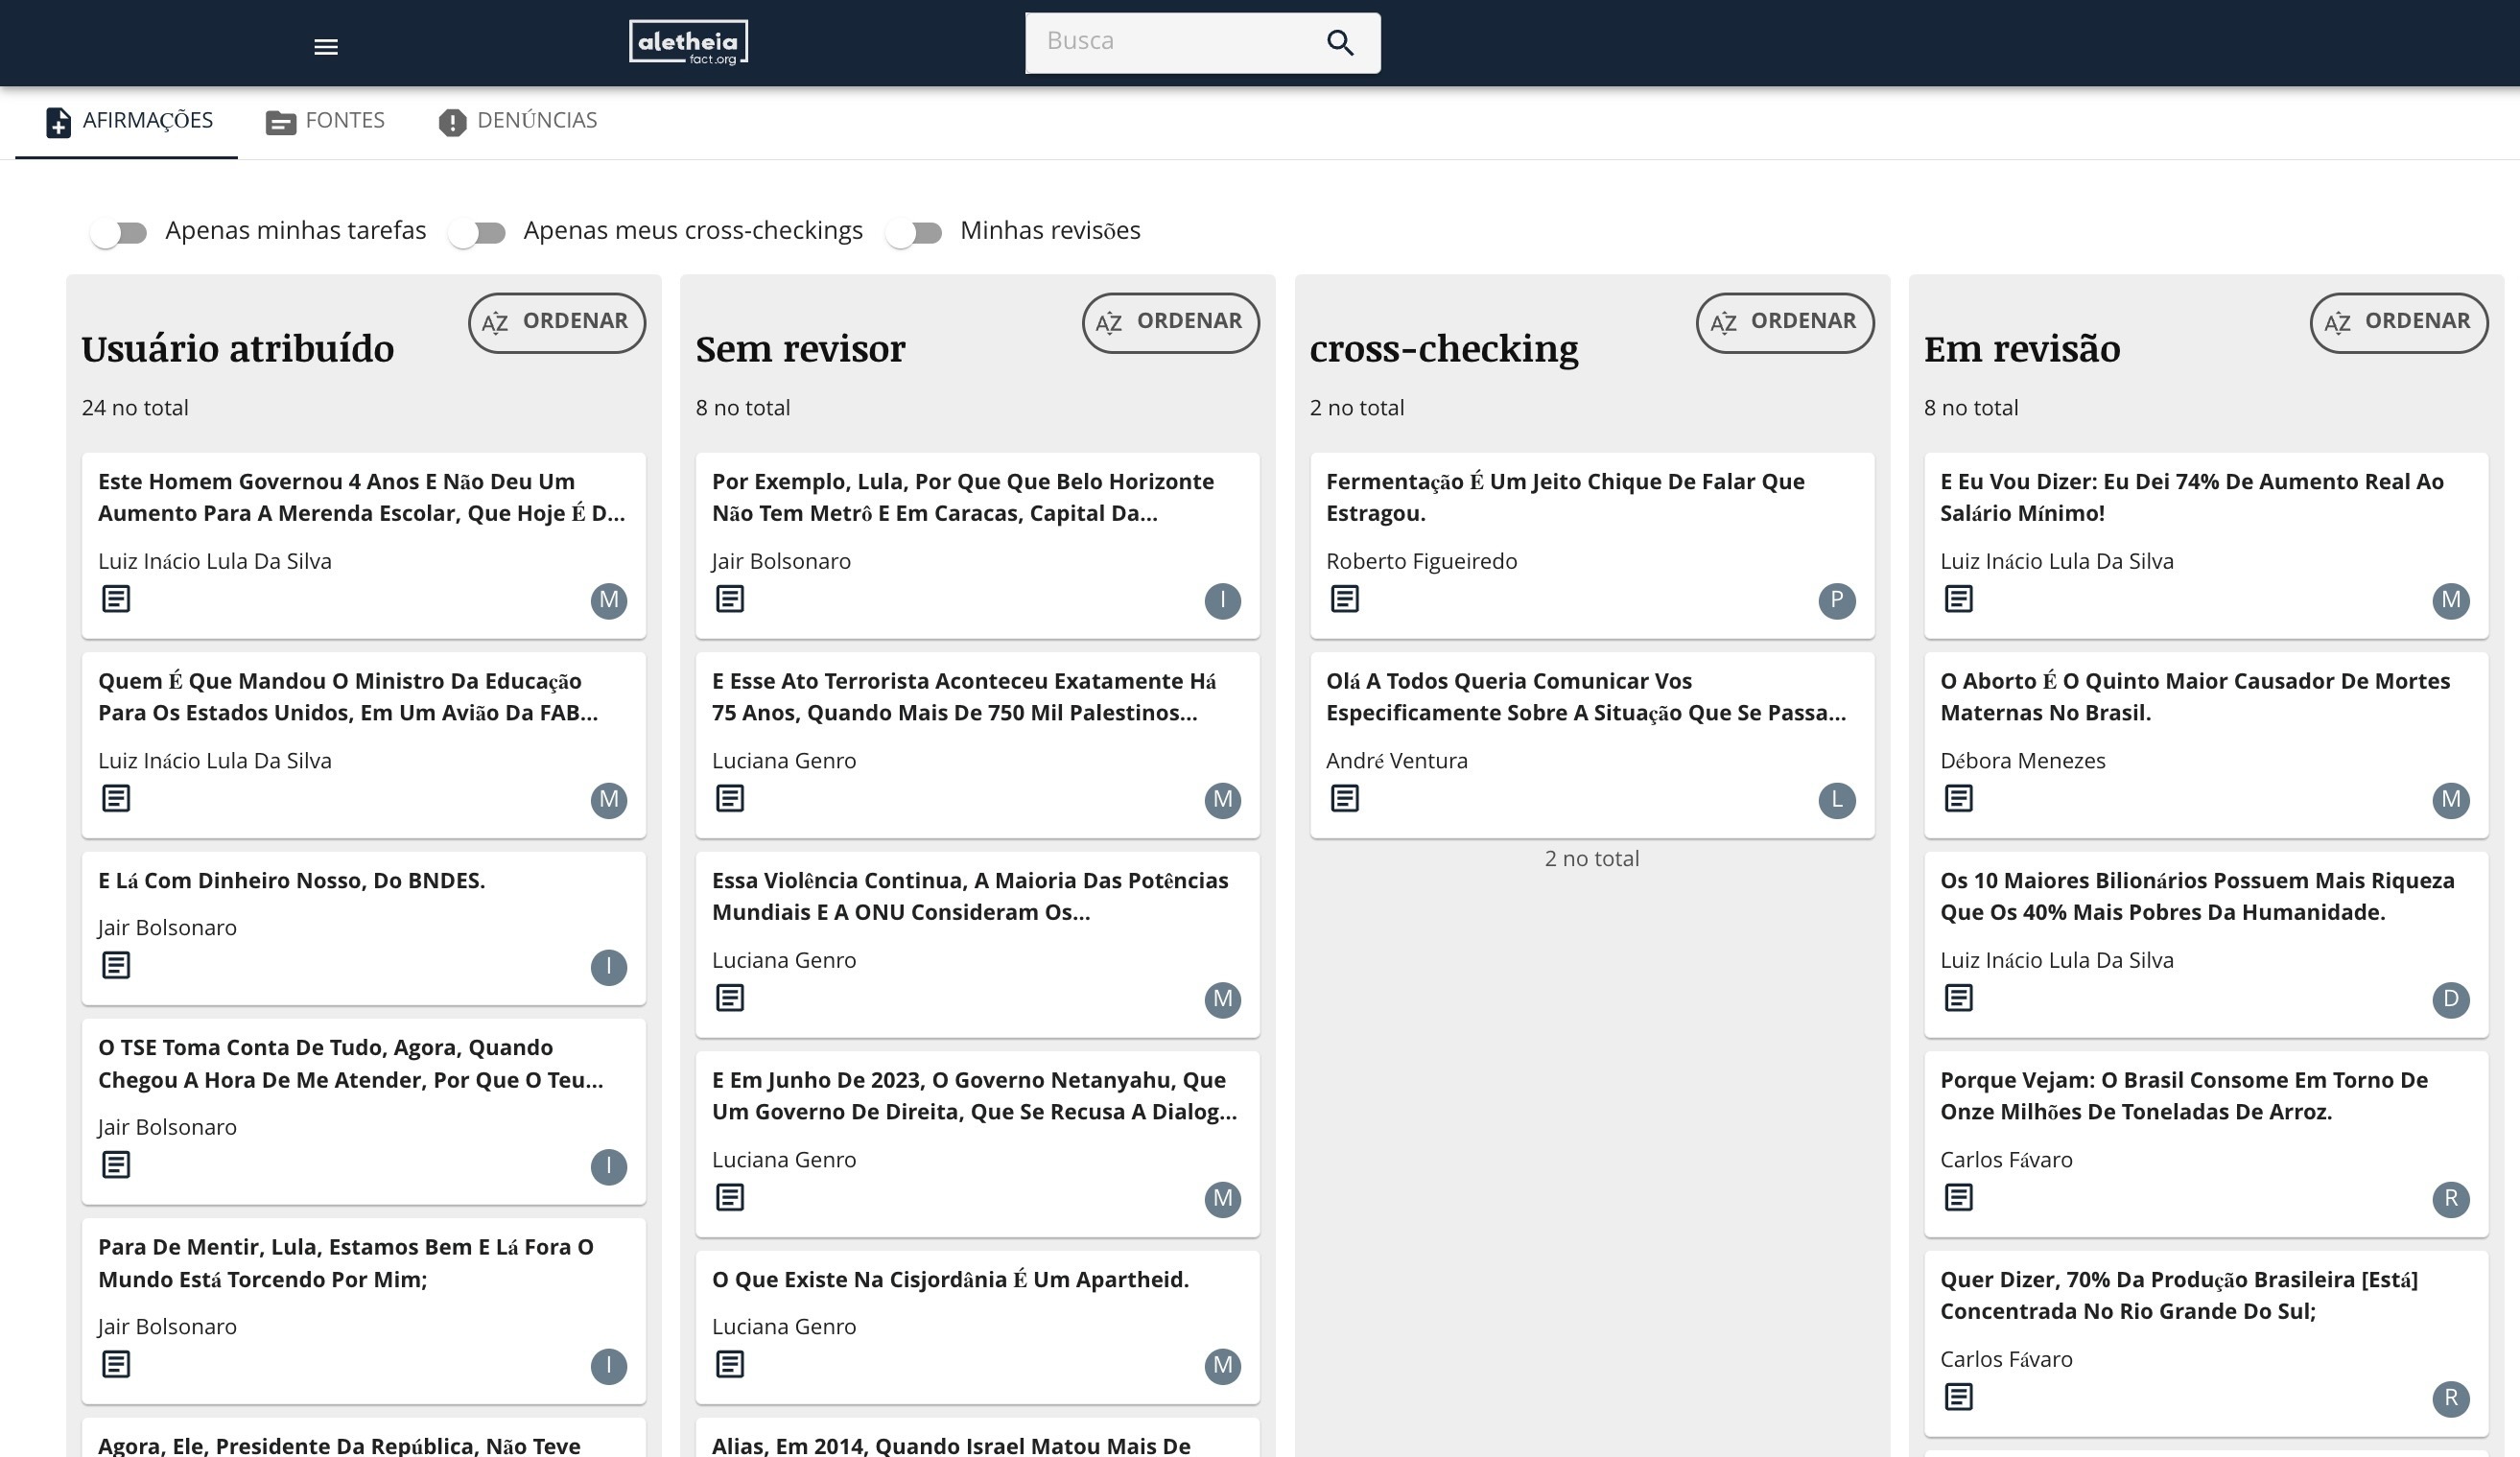 aletheia
fact.org
Busca
AFIRMAÇÕES
FONTES
DENÚNCIAS
Apenas minhas tarefas
Apenas meus cross-checkings
Minhas revisões
ORDENAR
Usuário atribuído
24 no total
Este Homem Governou 4 Anos E Não Deu Um
Aumento Para A Merenda Escolar, Que Hoje É D...
Luiz Inácio Lula Da Silva
M
Quem É Que Mandou O Ministro Da Educação
Para Os Estados Unidos, Em Um Avião Da FAB...
Luiz Inácio Lula Da Silva
M
E Lá Com Dinheiro Nosso, Do BNDES.
Jair Bolsonaro
I
O TSE Toma Conta De Tudo, Agora, Quando
Chegou A Hora De Me Atender, Por Que O Teu...
Jair Bolsonaro
I
Para De Mentir, Lula, Estamos Bem E Lá Fora O
Mundo Está Torcendo Por Mim;
Jair Bolsonaro
I
Agora, Ele, Presidente Da República, Não Teve
ORDENAR
Sem revisor
8 no total
Por Exemplo, Lula, Por Que Que Belo Horizonte
Não Tem Metrô E Em Caracas, Capital Da...
Jair Bolsonaro
I
E Esse Ato Terrorista Aconteceu Exatamente Há
75 Anos, Quando Mais De 750 Mil Palestinos...
Luciana Genro
M
Essa Violência Continua, A Maioria Das Potências
Mundiais E A ONU Consideram Os...
Luciana Genro
M
E Em Junho De 2023, O Governo Netanyahu, Que
Um Governo De Direita, Que Se Recusa A Dialog...
Luciana Genro
M
O Que Existe Na Cisjordânia É Um Apartheid.
Luciana Genro
M
Alias, Em 2014, Quando Israel Matou Mais De
ORDENAR
cross-checking
2 no total
Fermentação É Um Jeito Chique De Falar Que
Estragou.
Roberto Figueiredo
P
Olá A Todos Queria Comunicar Vos
Especificamente Sobre A Situação Que Se Passa...
André Ventura
L
2 no total
ORDENAR
Em revisão
8 no total
E Eu Vou Dizer: Eu Dei 74% De Aumento Real Ao
Salário Mínimo!
Luiz Inácio Lula Da Silva
M
O Aborto É O Quinto Maior Causador De Mortes
Maternas No Brasil.
Débora Menezes
M
Os 10 Maiores Bilionários Possuem Mais Riqueza
Que Os 40% Mais Pobres Da Humanidade.
Luiz Inácio Lula Da Silva
D
Porque Vejam: O Brasil Consome Em Torno De
Onze Milhões De Toneladas De Arroz.
Carlos Fávaro
R
Quer Dizer, 70% Da Produção Brasileira [Está]
Concentrada No Rio Grande Do Sul;
Carlos Fávaro
R